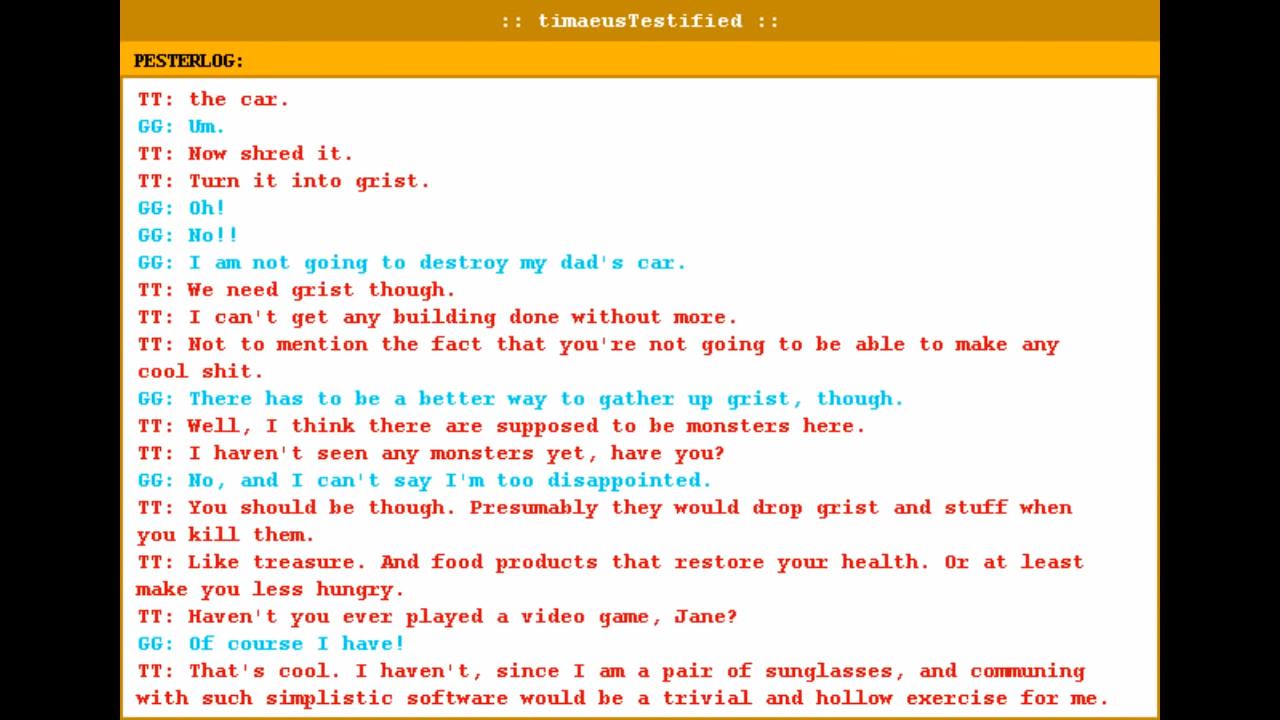 :: timaeusTestified ::
PESTERLOG:
TT: the car.
GG: Um.
TT: Now shred it.
TT: Turn it into grist.
GG: Oh!
GG: No!!
GG: I am not going to destroy my dad's car.
TT: We need grist though.
TT: I can't get any building done without more.
TT: Not to mention the fact that you're not going to be able to make any
cool shit.
GG: There has to be a better way to gather up grist, though.
TT: Well, I think there are supposed to be monsters here.
TT: I haven't seen any monsters yet, have you?
GG: No, and I can't say I'm too disappointed.
TT: You should be though. Presumably they would drop grist and stuff when
you kill them.
TT: Like treasure. And food products that restore your health. Or at least
make you less hungry.
TT: Haven't you ever played a video game, Jane?
GG: Of course I have!
TT: That's cool. I haven't, since I am a pair of sunglasses, and communing
with such simplistic software would be a trivial and hollow exercise for me.